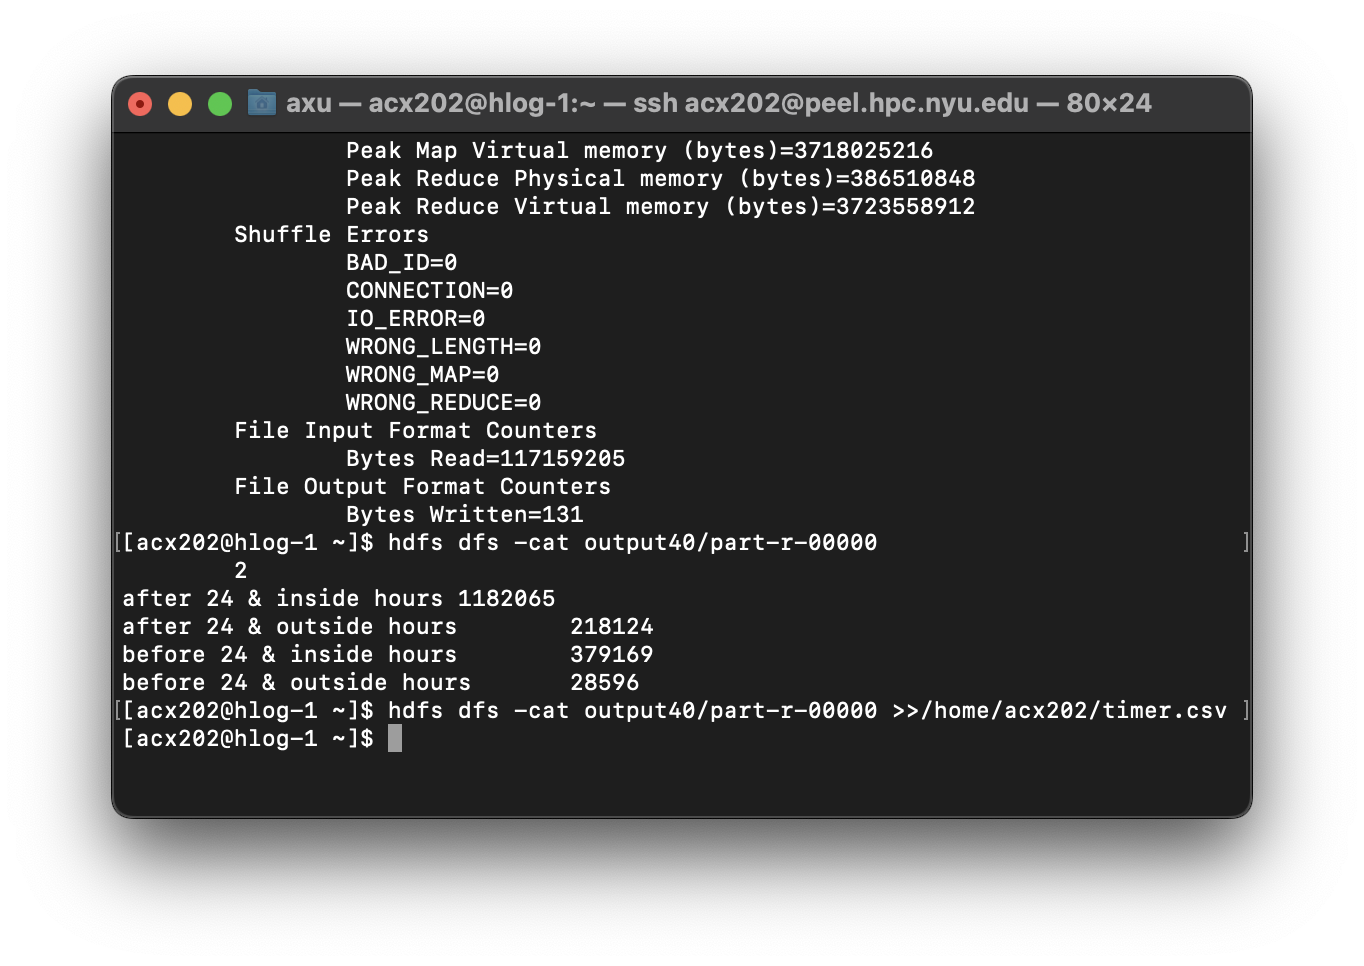 axu — acx202@hlog-1:~ — ssh acx202@peel.hpc.nyu.edu — 80×24
Peak Map Virtual memory (bytes)=3718025216
Peak Reduce Physical memory (bytes)=386510848
Peak Reduce Virtual memory (bytes)=3723558912
Shuffle Errors
BAD_ID=0
CONNECTION=0
IO_ERROR=0
WRONG_LENGTH=0
WRONG_MAP=0
WRONG_REDUCE=0
File Input Format Counters
Bytes Read=117159205
File Output Format Counters
Bytes Written=131
[[acx202@hlog-1 ~]$ hdfs dfs -cat output40/part-r-00000 ]
2
after 24 & inside hours 1182065
after 24 & outside hours 218124
before 24 & inside hours 379169
before 24 & outside hours 28596
[[acx202@hlog-1 ~]$ hdfs dfs -cat output40/part-r-00000 >>/home/acx202/timer.csv ]
[acx202@hlog-1 ~]$